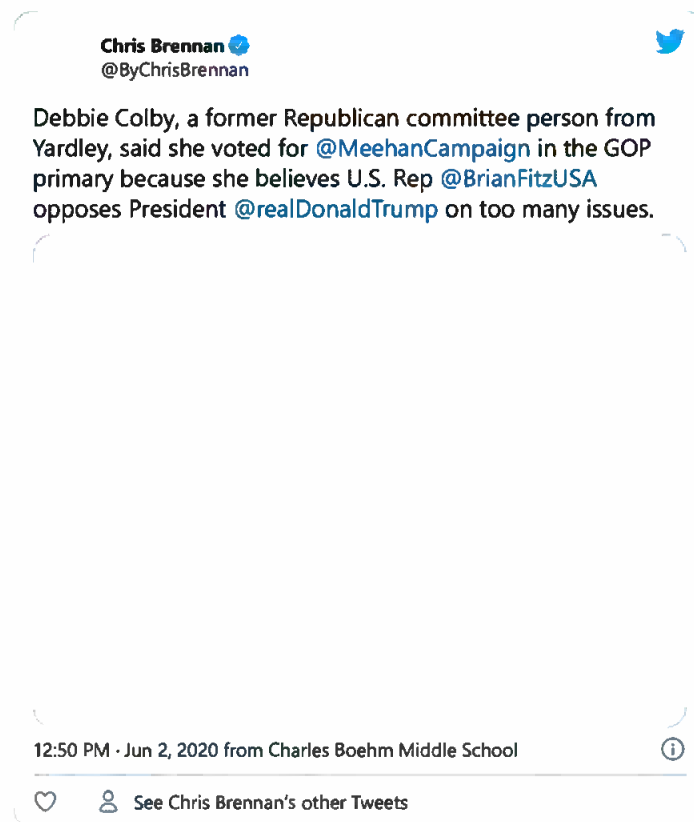 Chris Brennan
@ByChrisBrennan
Debbie Colby, a former Republican committee person from
Yardley, said she voted for @MeehanCampaign in the GOP
primary because she believes U.S. Rep @BrianFitzUSA
opposes President @realDonaldTrump on too many issues.
12:50 PM · Jun 2, 2020 from Charles Boehm Middle School
See Chris Brennan's other Tweets